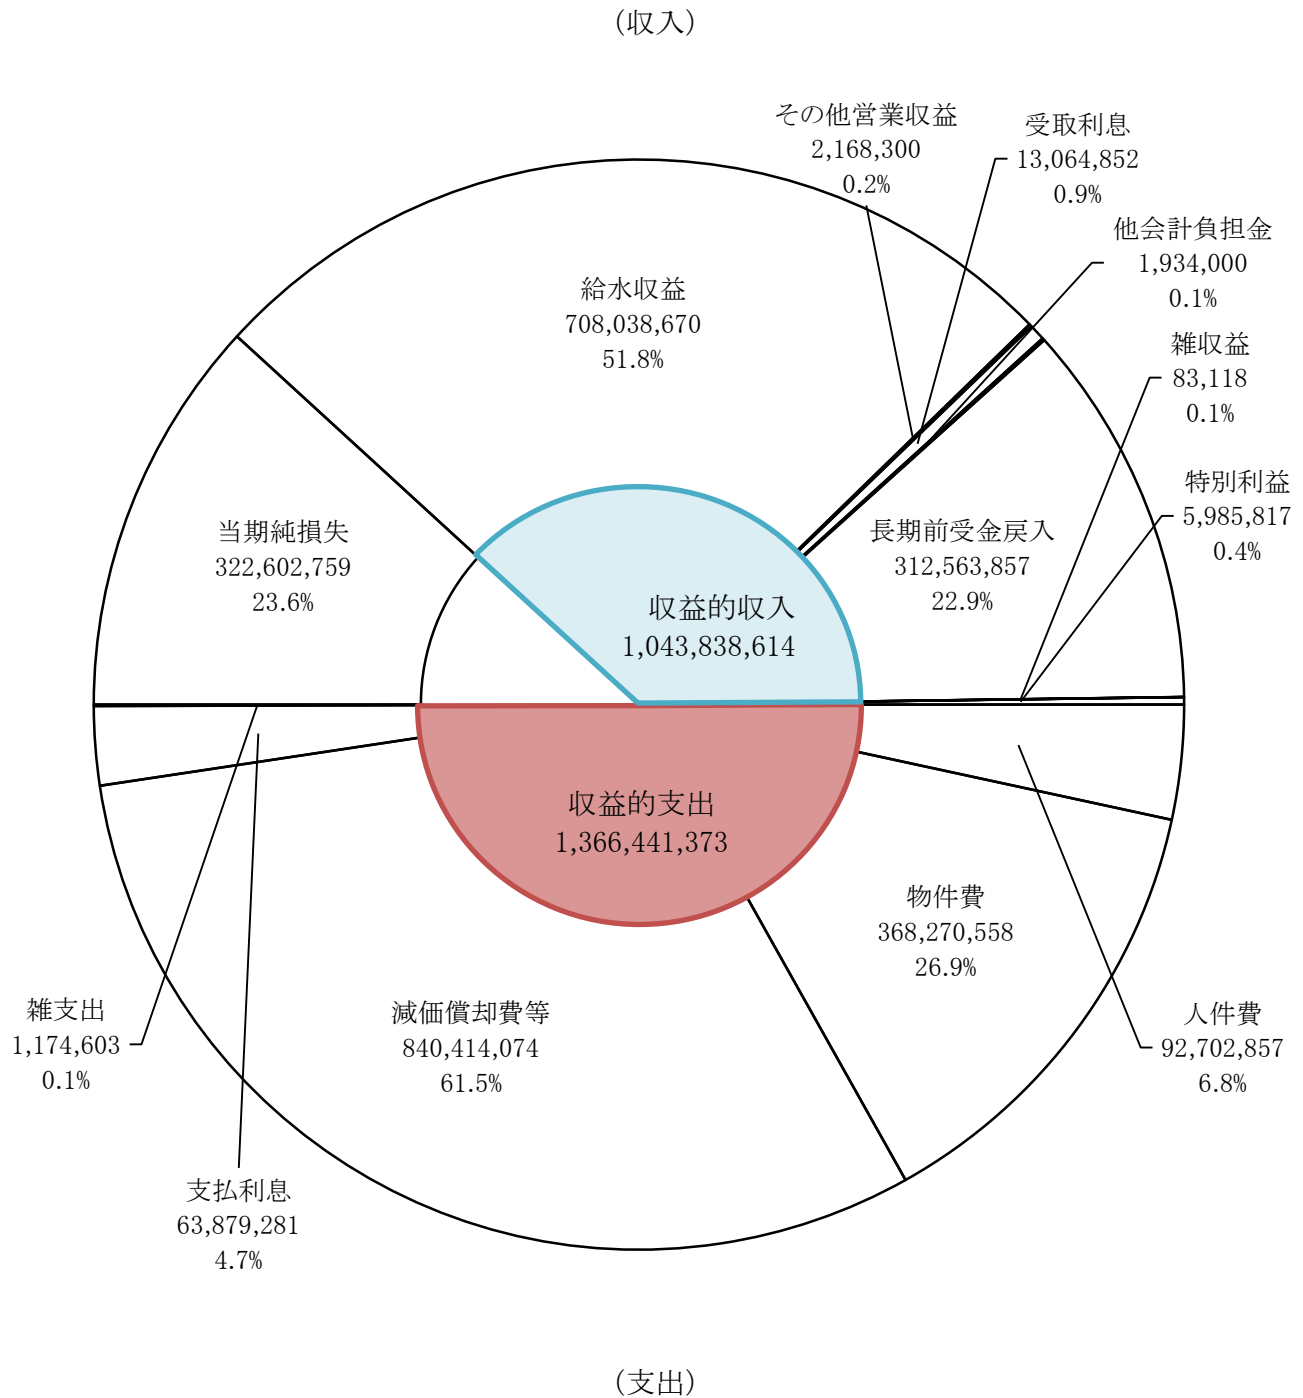 (収入)
その他営業収益
2,168,300
0.2%
受取利息
13,064,852
0.9%
他会計負担金
1,934,000
0.1%
給水収益
708,038,670
51.8%
雑収益
83,118
0.1%
特別利益
5,985,817
0.4%
当期純損失
322,602,759
23.6%
長期前受金戻入
312,563,857
22.9%
収益的収入
1,043,838,614
収益的支出
1,366,441,373
物件費
368,270,558
26.9%
雑支出
1,174,603
0.1%
減価償却費等
840,414,074
61.5%
人件費
92,702,857
6.8%
支払利息
63,879,281
4.7%
(支出)